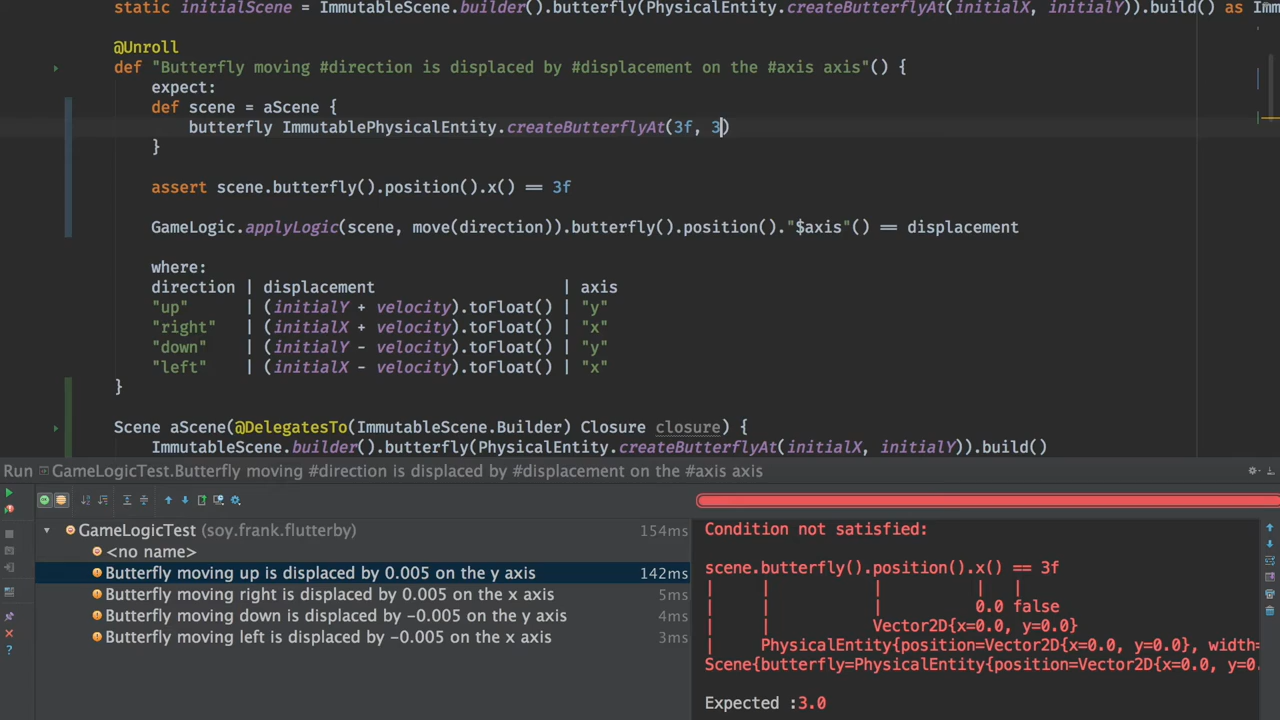 static initialScene = ImmutableScene.builder().butterfly(PhysicalEntity.createButterflyAt(initialX, initialY)).build() as Imm
@Unroll
def "Butterfly moving #direction is displaced by #displacement on the #axis axis"() {
expect:
def scene = aScene {
butterfly ImmutablePhysicalEntity.createButterflyAt(3f, 3)
}
assert scene.butterfly().position().x() == 3f
GameLogic.applyLogic(scene, move(direction)).butterfly().position()."$axis"() == displacement
where:
direction | displacement | axis
"up" | (initialY + velocity).toFloat() | "y"
"right" | (initialX + velocity).toFloat() | "x"
"down" | (initialY - velocity).toFloat() | "y"
"left" | (initialX - velocity).toFloat() | "x"
}
Scene aScene(@DelegatesTo(ImmutableScene.Builder) Closure closure) {
ImmutableScene.builder().butterfly(PhysicalEntity.createButterflyAt(initialX, initialY)).build()
Run GameLogicTest.Butterfly moving #direction is displaced by #displacement on the #axis axis
GameLogicTest (soy.frank.flutterby) 154ms
<no name>
Butterfly moving up is displaced by 0.005 on the y axis 142ms
Butterfly moving right is displaced by 0.005 on the x axis 5ms
Butterfly moving down is displaced by -0.005 on the y axis 4ms
Butterfly moving left is displaced by -0.005 on the x axis 3ms
Condition not satisfied:
scene.butterfly().position().x() == 3f
| | | | |
| | | 0.0 false
| | Vector2D{x=0.0, y=0.0}
| PhysicalEntity{position=Vector2D{x=0.0, y=0.0}, width=
Scene{butterfly=PhysicalEntity{position=Vector2D{x=0.0, y=0.
Expected :3.0